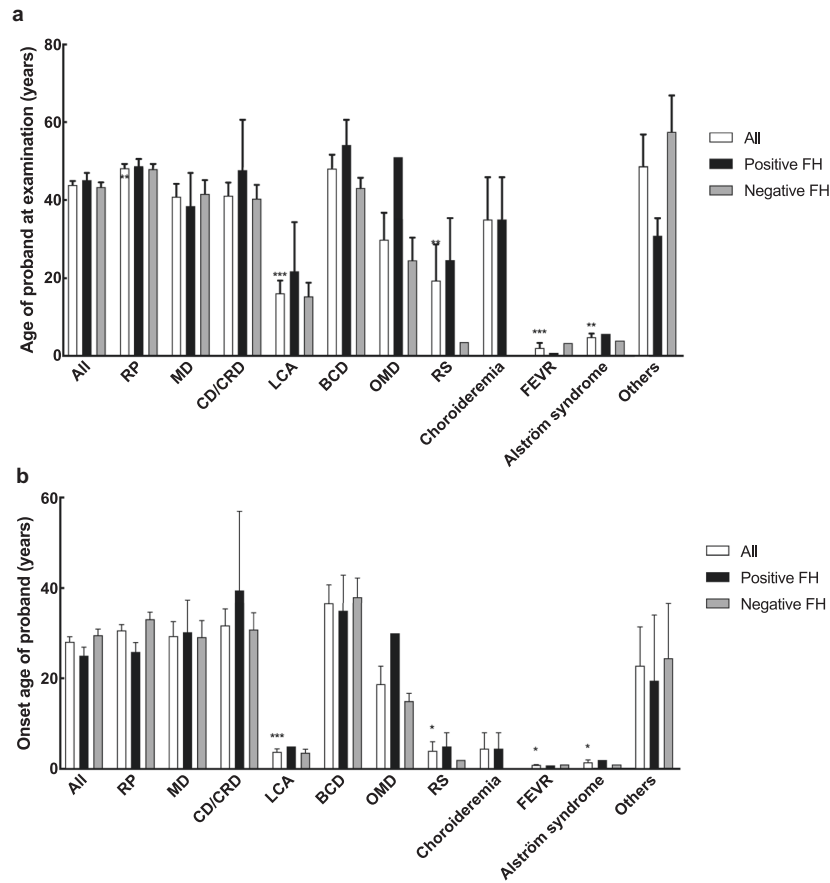 a
Age of proband at examination (years)
80
60
40
20
0
**
***
**
***
**
All
RP
MD
CD/CRD
LCA
BCD
OMD
RS
Choroideremia
FEVR
Alström syndrome
Others
All
Positive FH
Negative FH
b
Onset age of proband (years)
60
40
20
0
***
*
*
*
All
RP
MD
CD/CRD
LCA
BCD
OMD
RS
Choroideremia
FEVR
Alström syndrome
Others
All
Positive FH
Negative FH